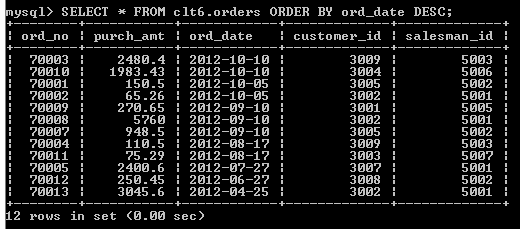 mysql> SELECT * FROM clt6.orders ORDER BY ord_date DESC;
+--------+-----------+------------+-------------+-------------+
| ord_no | purch_amt | ord_date | customer_id | salesman_id |
+--------+-----------+------------+-------------+-------------+
| 70003 | 2480.4 | 2012-10-10 | 3009 | 5003 |
| 70010 | 1983.43 | 2012-10-10 | 3004 | 5006 |
| 70001 | 150.5 | 2012-10-05 | 3005 | 5002 |
| 70002 | 65.26 | 2012-10-05 | 3002 | 5001 |
| 70009 | 270.65 | 2012-09-10 | 3001 | 5005 |
| 70008 | 5760 | 2012-09-10 | 3002 | 5001 |
| 70007 | 948.5 | 2012-09-10 | 3005 | 5002 |
| 70004 | 110.5 | 2012-08-17 | 3009 | 5003 |
| 70011 | 75.29 | 2012-08-17 | 3003 | 5007 |
| 70005 | 2400.6 | 2012-07-27 | 3007 | 5001 |
| 70012 | 250.45 | 2012-06-27 | 3008 | 5002 |
| 70013 | 3045.6 | 2012-04-25 | 3002 | 5001 |
+--------+-----------+------------+-------------+-------------+
12 rows in set (0.00 sec)